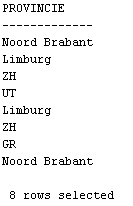 PROVINCIE
------------
Noord Brabant
Limburg
ZH
UT
Limburg
ZH
GR
Noord Brabant
8 rows selected